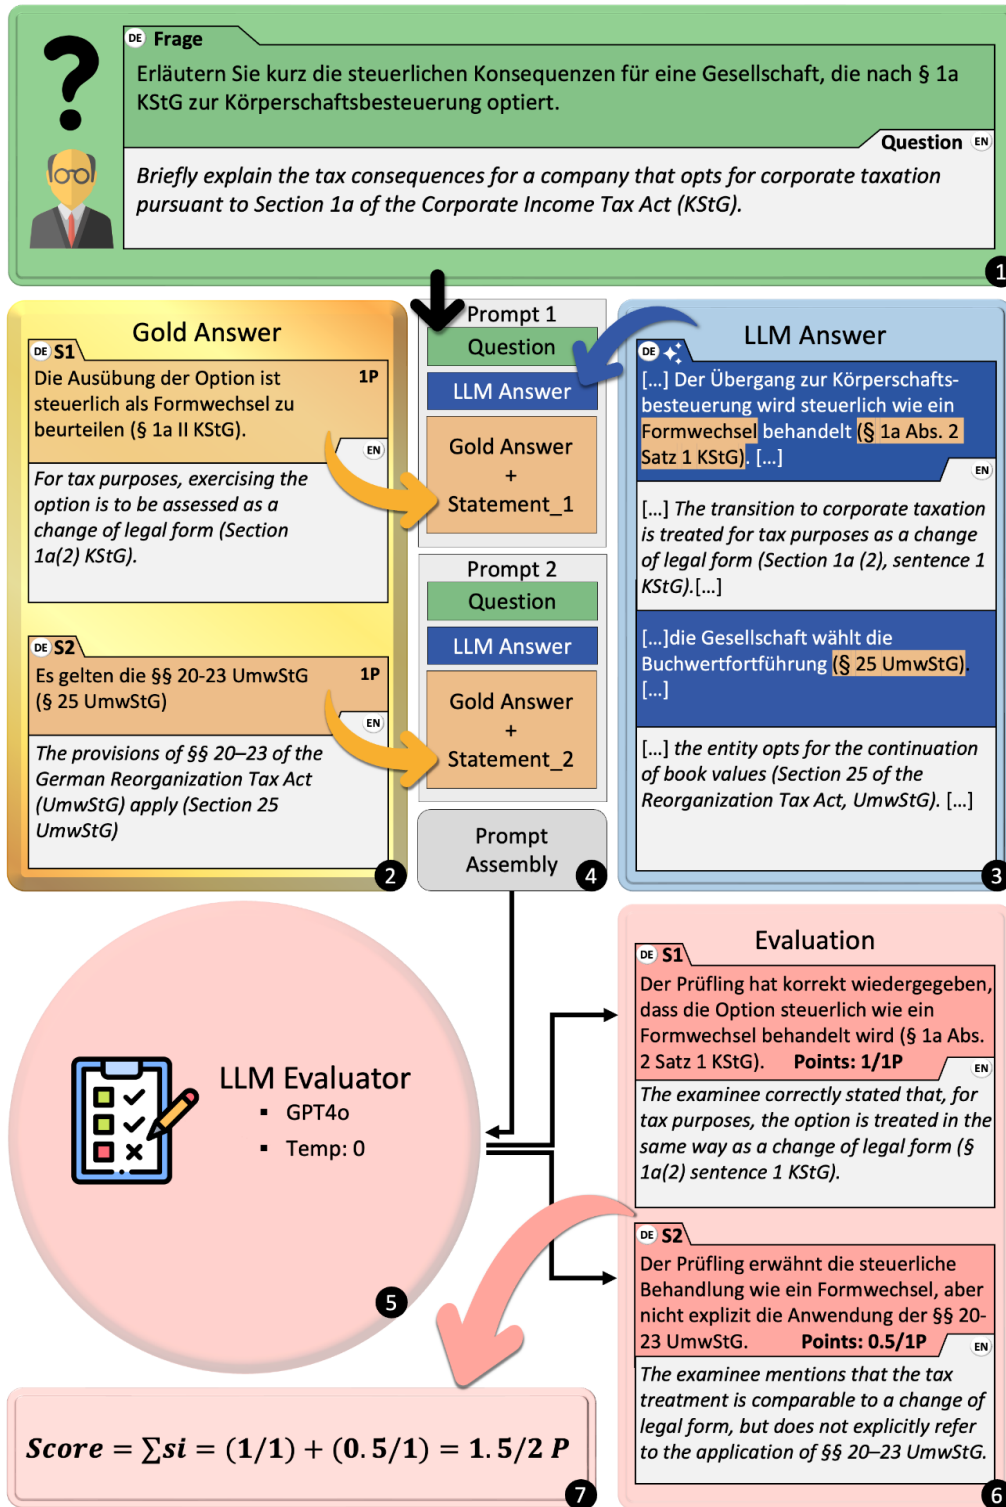 DE Frage
Erläutern Sie kurz die steuerlichen Konsequenzen für eine Gesellschaft, die nach § 1a
KStG zur Körperschaftsbesteuerung optiert.
Question EN
Briefly explain the tax consequences for a company that opts for corporate taxation
pursuant to Section 1a of the Corporate Income Tax Act (KStG).
1
Gold Answer
DE S1
Die Ausübung der Option ist 1P
steuerlich als Formwechsel zu
beurteilen (§ 1a II KStG).
EN
For tax purposes, exercising the
option is to be assessed as a
change of legal form (Section
1a(2) KStG).
DE S2
Es gelten die §§ 20-23 UmwStG 1P
(§ 25 UmwStG)
EN
The provisions of §§ 20–23 of the
German Reorganization Tax Act
(UmwStG) apply (Section 25
UmwStG)
2
Prompt 1
Question
LLM Answer
Gold Answer
+
Statement_1
Prompt 2
Question
LLM Answer
Gold Answer
+
Statement_2
Prompt
Assembly
4
LLM Answer
DE
[...] Der Übergang zur Körperschafts-
besteuerung wird steuerlich wie ein
Formwechsel behandelt (§ 1a Abs. 2
Satz 1 KStG). [...]
EN
[...] The transition to corporate taxation
is treated for tax purposes as a change
of legal form (Section 1a (2), sentence 1
KStG).[...]
[...]die Gesellschaft wählt die
Buchwertfortführung (§ 25 UmwStG).
[...]
[...] the entity opts for the continuation
of book values (Section 25 of the
Reorganization Tax Act, UmwStG). [...]
3
LLM Evaluator
▪ GPT4o
▪ Temp: 0
5
Evaluation
DE S1
Der Prüfling hat korrekt wiedergegeben,
dass die Option steuerlich wie ein
Formwechsel behandelt wird (§ 1a Abs.
2 Satz 1 KStG). Points: 1/1P
EN
The examinee correctly stated that, for
tax purposes, the option is treated in the
same way as a change of legal form (§
1a(2) sentence 1 KStG).
DE S2
Der Prüfling erwähnt die steuerliche
Behandlung wie ein Formwechsel, aber
nicht explizit die Anwendung der §§ 20-
23 UmwStG. Points: 0.5/1P
EN
The examinee mentions that the tax
treatment is comparable to a change of
legal form, but does not explicitly refer
to the application of §§ 20–23 UmwStG.
6
Score = ∑si = (1/1) + (0.5/1) = 1.5/2 P
7